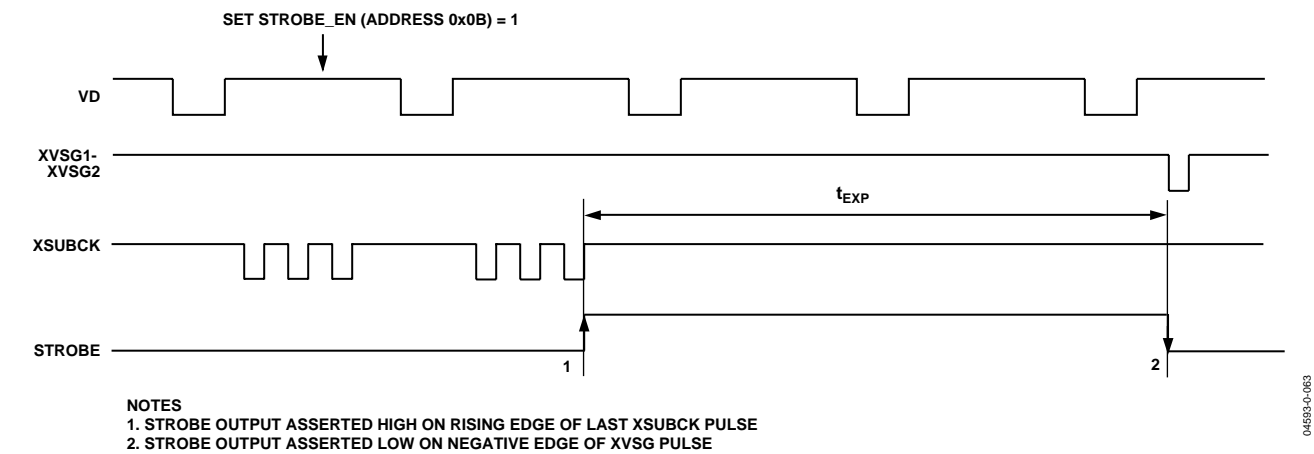 SET STROBE_EN (ADDRESS 0x0B) = 1
VD
XVSG1-
XVSG2
tEXP
XSUBCK
STROBE
1
2
NOTES
1. STROBE OUTPUT ASSERTED HIGH ON RISING EDGE OF LAST XSUBCK PULSE
2. STROBE OUTPUT ASSERTED LOW ON NEGATIVE EDGE OF XVSG PULSE
04593-0-063